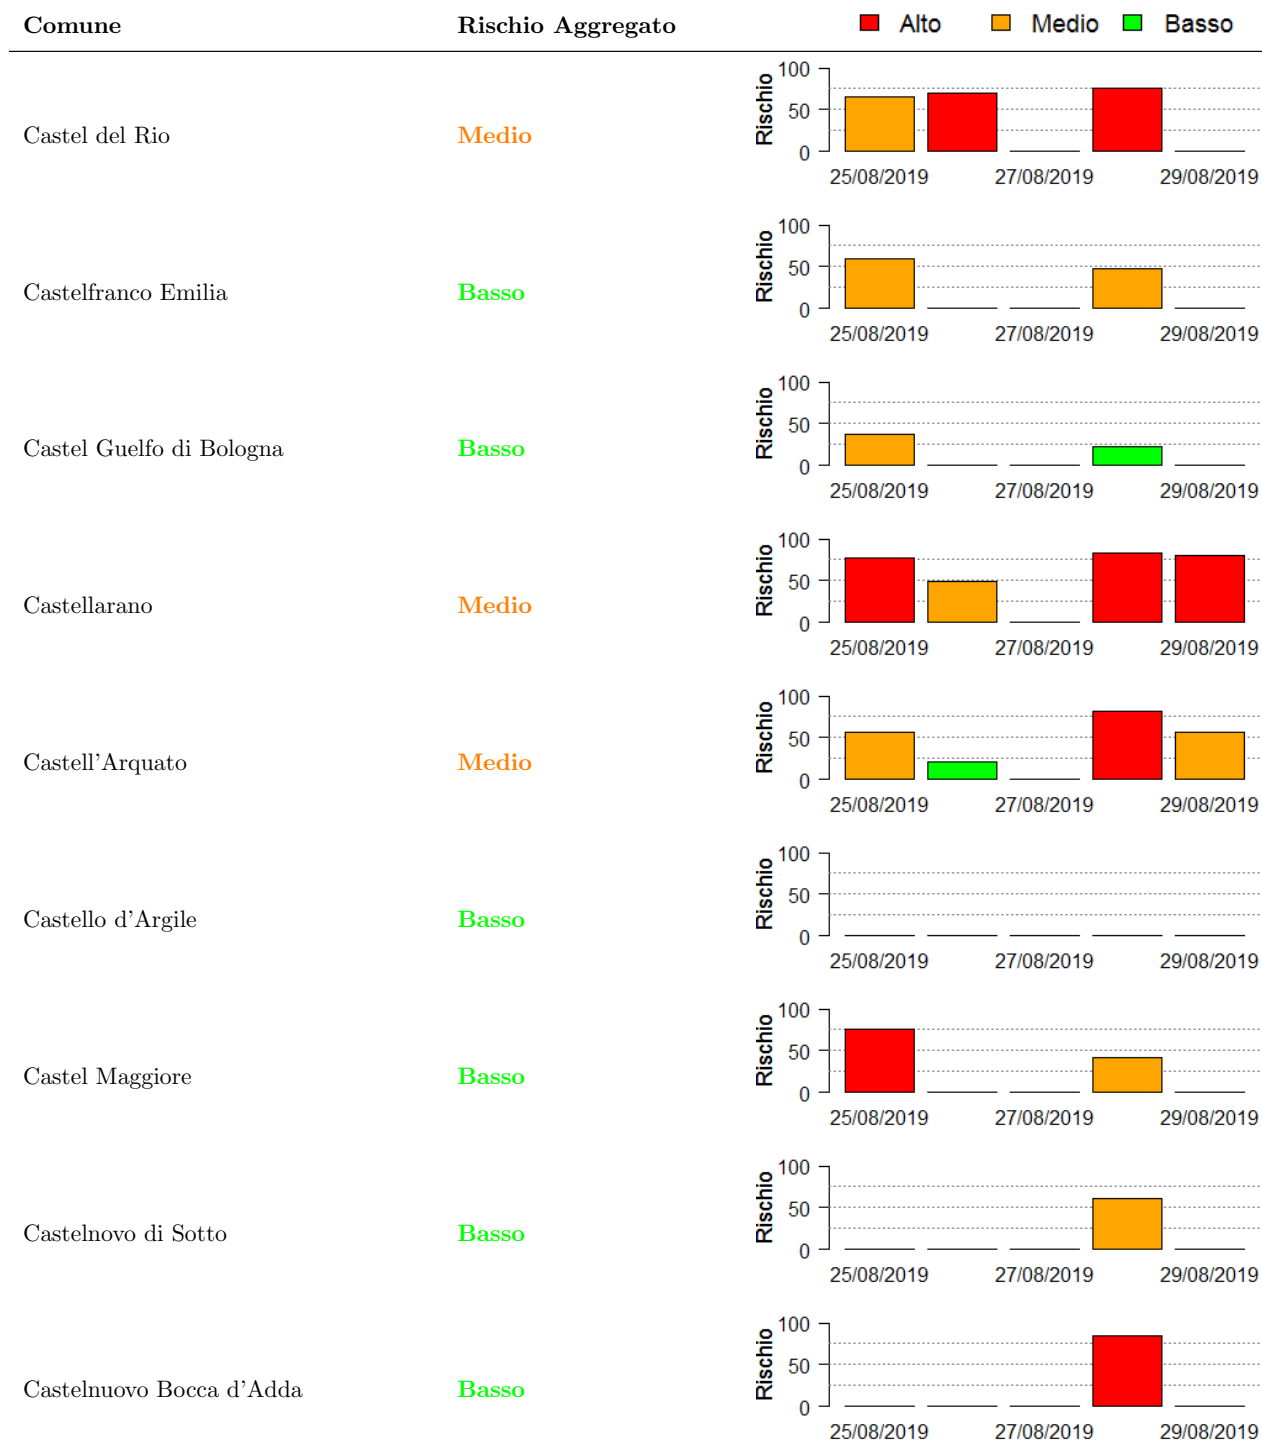 Comune Rischio Aggregato Alto Medio Basso
100
50
0
Rischio
Castel del Rio Medio
25/08/2019 27/08/2019 29/08/2019
100
50
0
Rischio
Castelfranco Emilia Basso
25/08/2019 27/08/2019 29/08/2019
100
50
0
Rischio
Castel Guelfo di Bologna Basso
25/08/2019 27/08/2019 29/08/2019
100
50
0
Rischio
Castellarano Medio
25/08/2019 27/08/2019 29/08/2019
100
50
0
Rischio
Castell'Arquato Medio
25/08/2019 27/08/2019 29/08/2019
100
50
0
Rischio
Castello d'Argile Basso
25/08/2019 27/08/2019 29/08/2019
100
50
0
Rischio
Castel Maggiore Basso
25/08/2019 27/08/2019 29/08/2019
100
50
0
Rischio
Castelnovo di Sotto Basso
25/08/2019 27/08/2019 29/08/2019
100
50
0
Rischio
Castelnuovo Bocca d'Adda Basso
25/08/2019 27/08/2019 29/08/2019